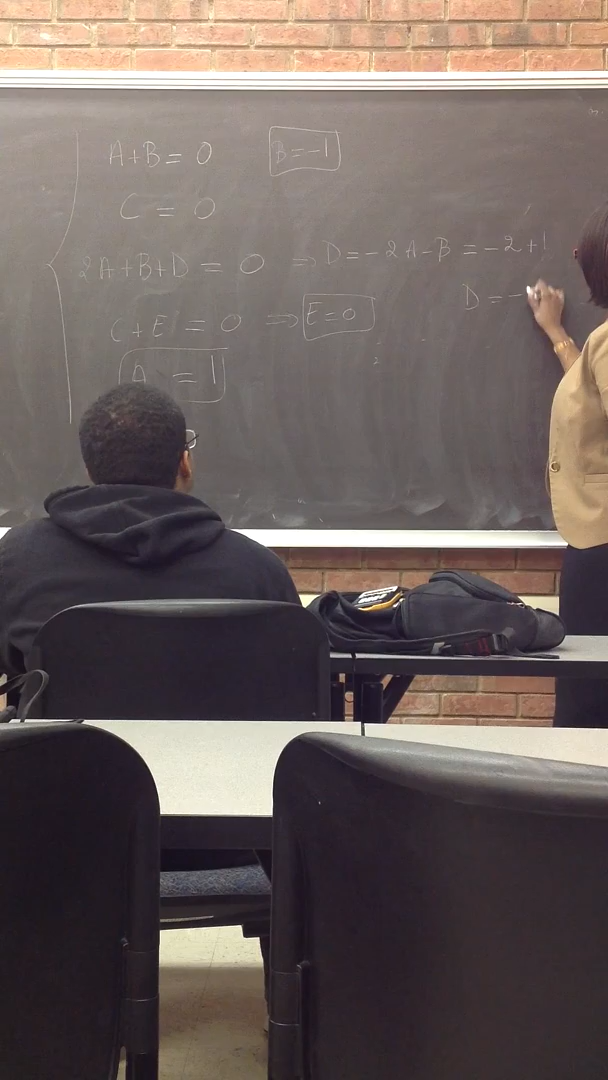 A+B = 0 B = -1
C = 0
2A+B+D = 0 => D = -2A-B = -2+1
D = -
C+E = 0 => E = 0
A = 1